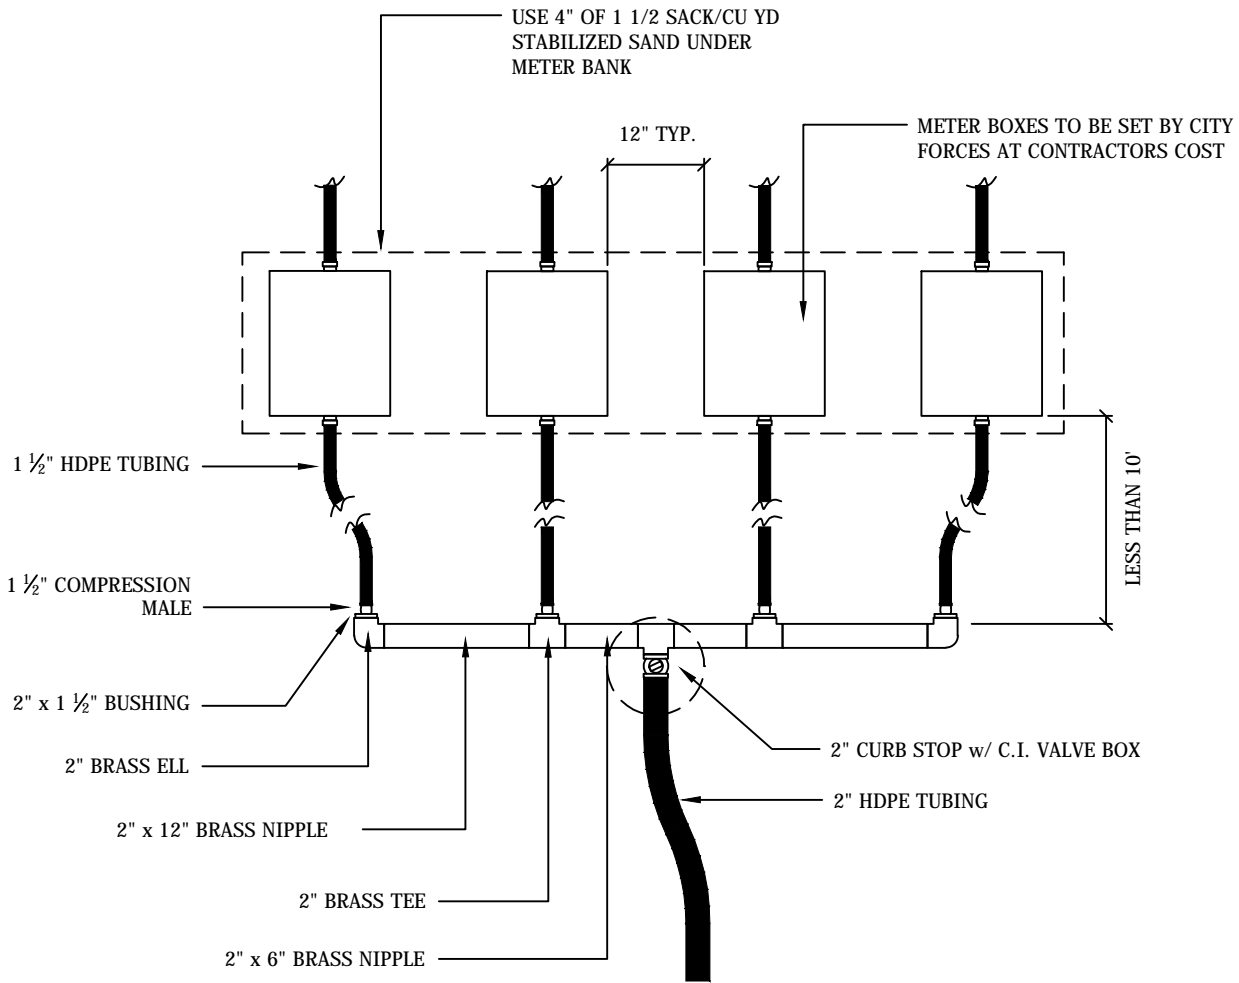 USE 4" OF 1 1/2 SACK/CU YD
STABILIZED SAND UNDER
METER BANK
12" TYP.
METER BOXES TO BE SET BY CITY
FORCES AT CONTRACTORS COST
1 ½" HDPE TUBING
LESS THAN 10'
1 ½" COMPRESSION
MALE
2" x 1 ½" BUSHING
2" BRASS ELL
2" CURB STOP w/ C.I. VALVE BOX
2" HDPE TUBING
2" x 12" BRASS NIPPLE
2" BRASS TEE
2" x 6" BRASS NIPPLE